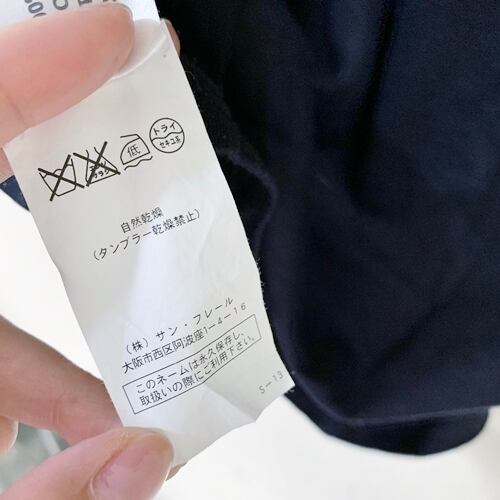 低
ドライ
セキユ系
自然乾燥
(タンブラー乾燥禁止)
(株) サン・フレール
大阪市西区阿波座1-4-16
このネームは永久保存し、
取扱いの際にご利用下さい。
S-13